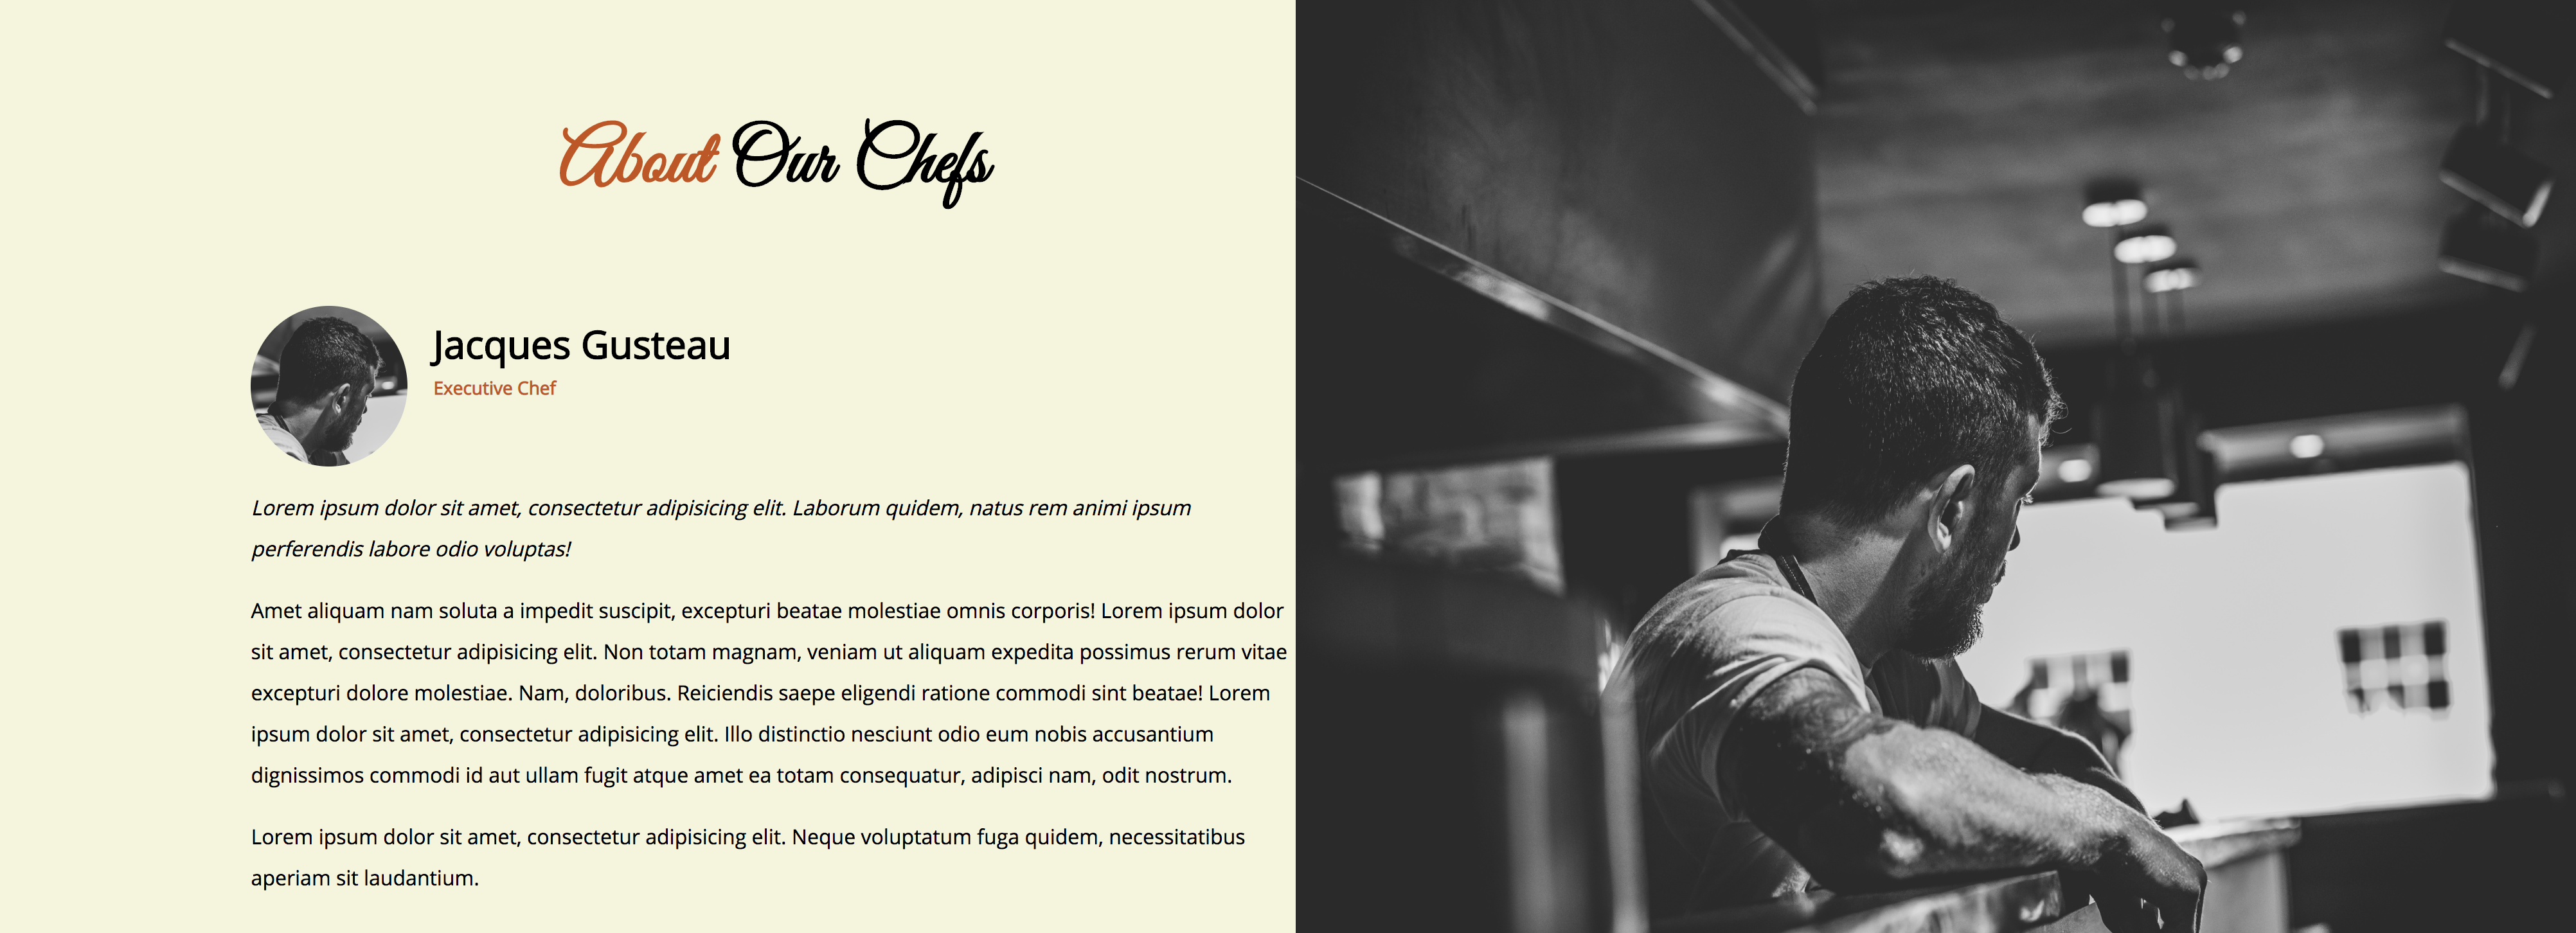 About Our Chefs
Jacques Gusteau
Executive Chef
Lorem ipsum dolor sit amet, consectetur adipisicing elit. Laborum quidem, natus rem animi ipsum
perferendis labore odio voluptas!
Amet aliquam nam soluta a impedit suscipit, excepturi beatae molestiae omnis corporis! Lorem ipsum dolor
sit amet, consectetur adipisicing elit. Non totam magnam, veniam ut aliquam expedita possimus rerum vitae
excepturi dolore molestiae. Nam, doloribus. Reiciendis saepe eligendi ratione commodi sint beatae! Lorem
ipsum dolor sit amet, consectetur adipisicing elit. Illo distinctio nesciunt odio eum nobis accusantium
dignissimos commodi id aut ullam fugit atque amet ea totam consequatur, adipisci nam, odit nostrum.
Lorem ipsum dolor sit amet, consectetur adipisicing elit. Neque voluptatum fuga quidem, necessitatibus
aperiam sit laudantium.